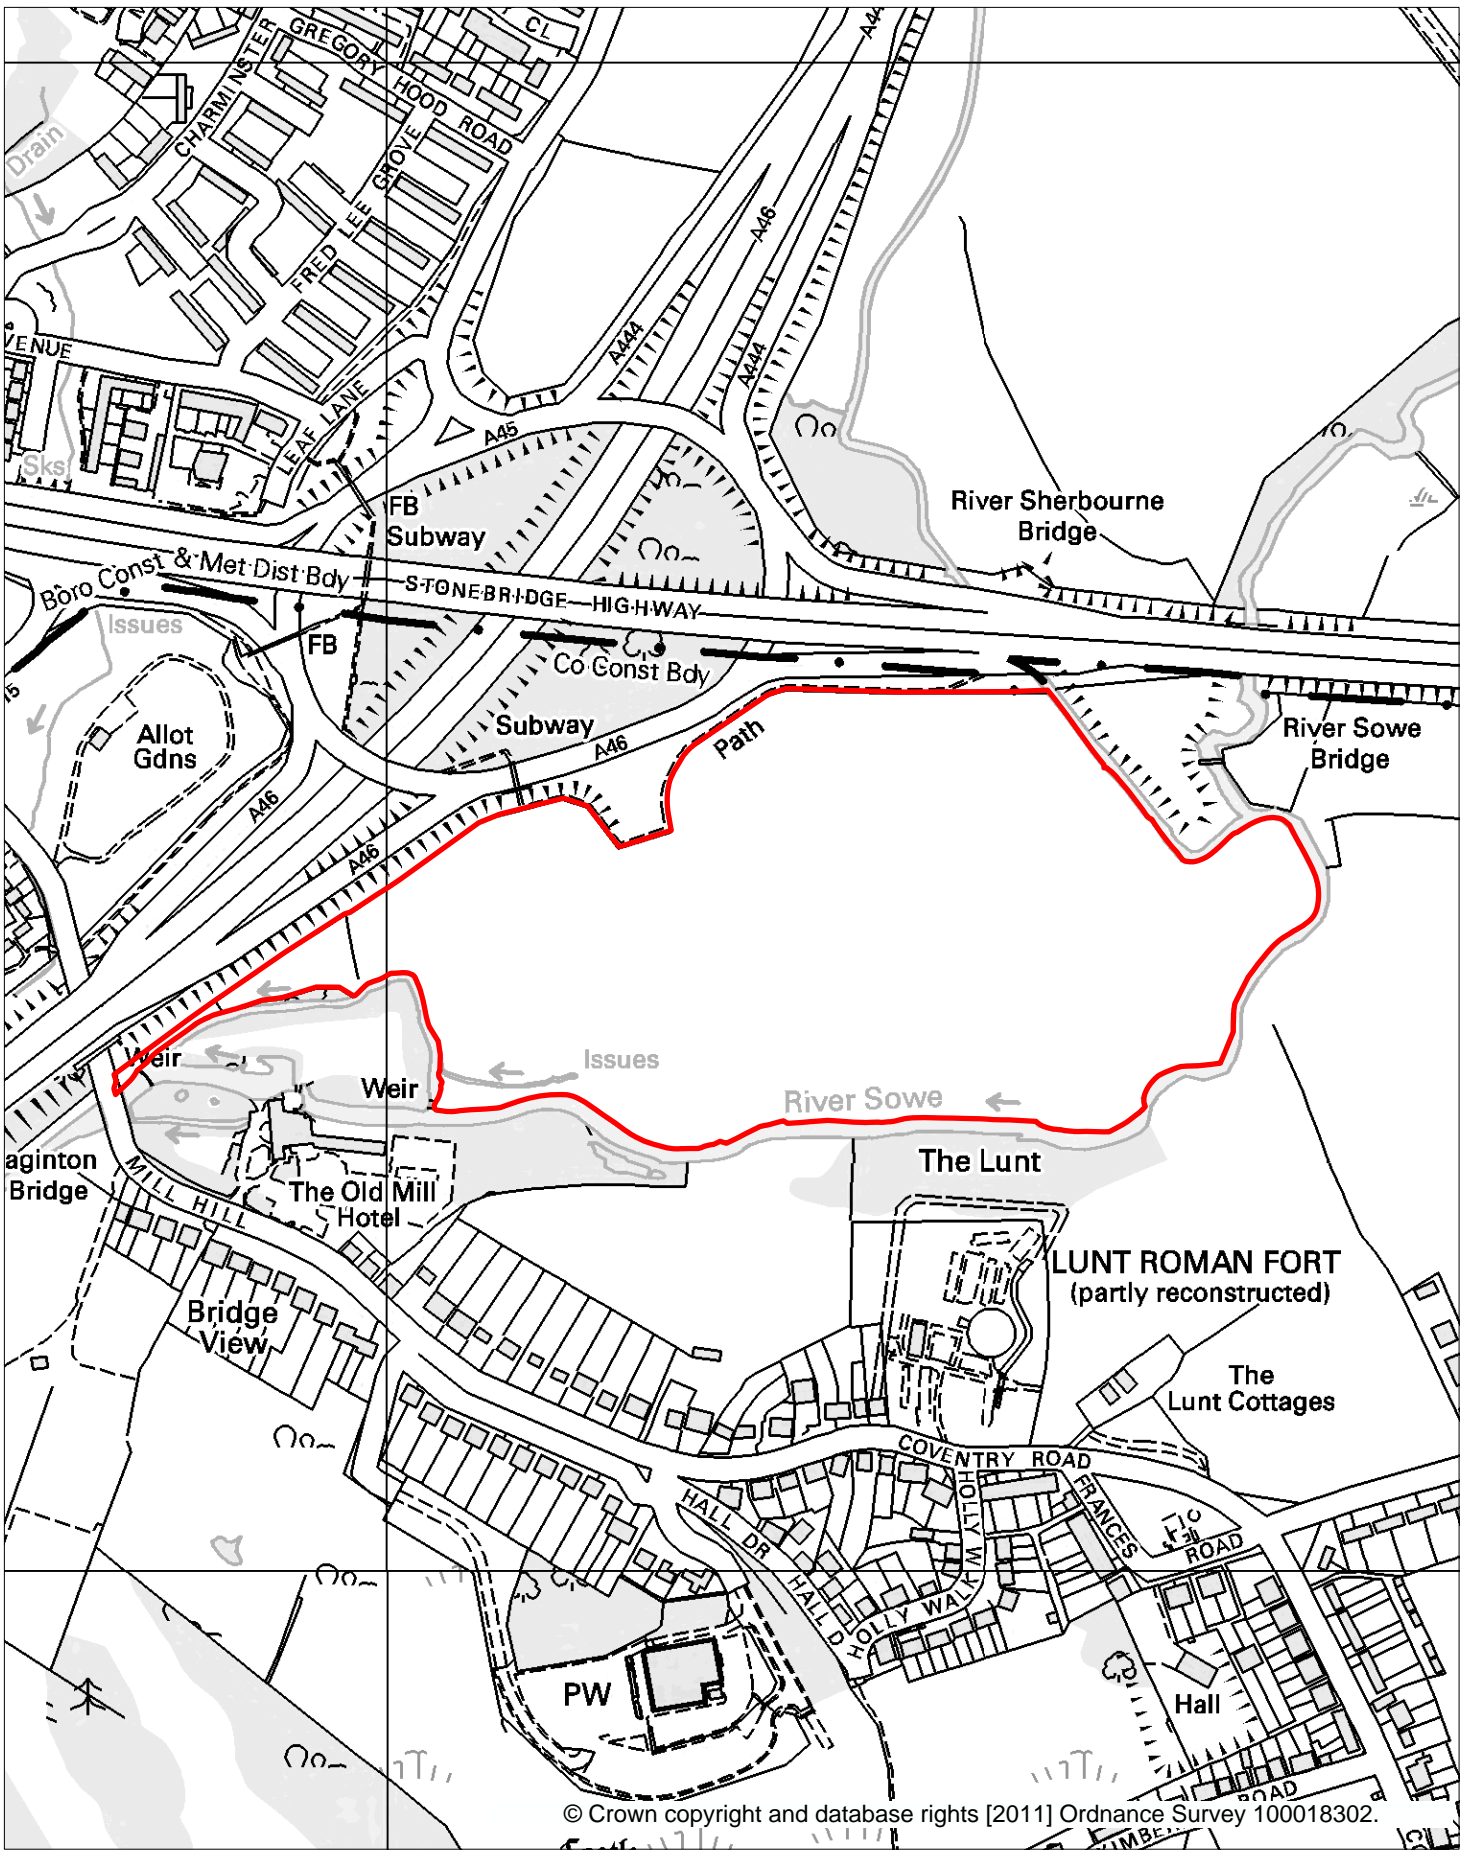 CL
GREGORY HOOD ROAD
A44
CHARMINSTER
Drain
FRED LEE GROVE
A46
A444
A444
VENUE
LEAF LANE
A45
Sks
FB
Subway
River Sherbourne
Bridge
Boro Const & Met Dist Bdy
STONEBRIDGE HIGHWAY
Issues
FB
Co Const Bdy
Allot
Gdns
Subway
A46
Path
River Sowe
Bridge
A46
A46
Weir
Issues
Weir
River Sowe
aginton
Bridge
The Lunt
MILL HILL
The Old Mill
Hotel
LUNT ROMAN FORT
(partly reconstructed)
Bridge
View
The
Lunt Cottages
COVENTRY ROAD
HALL DR
HOLLY WK
FRANCES
ROAD
HALL D
HOLLY WALK
PW
Hall
ROAD
© Crown copyright and database rights [2011] Ordnance Survey 100018302.
KIMBE
CO